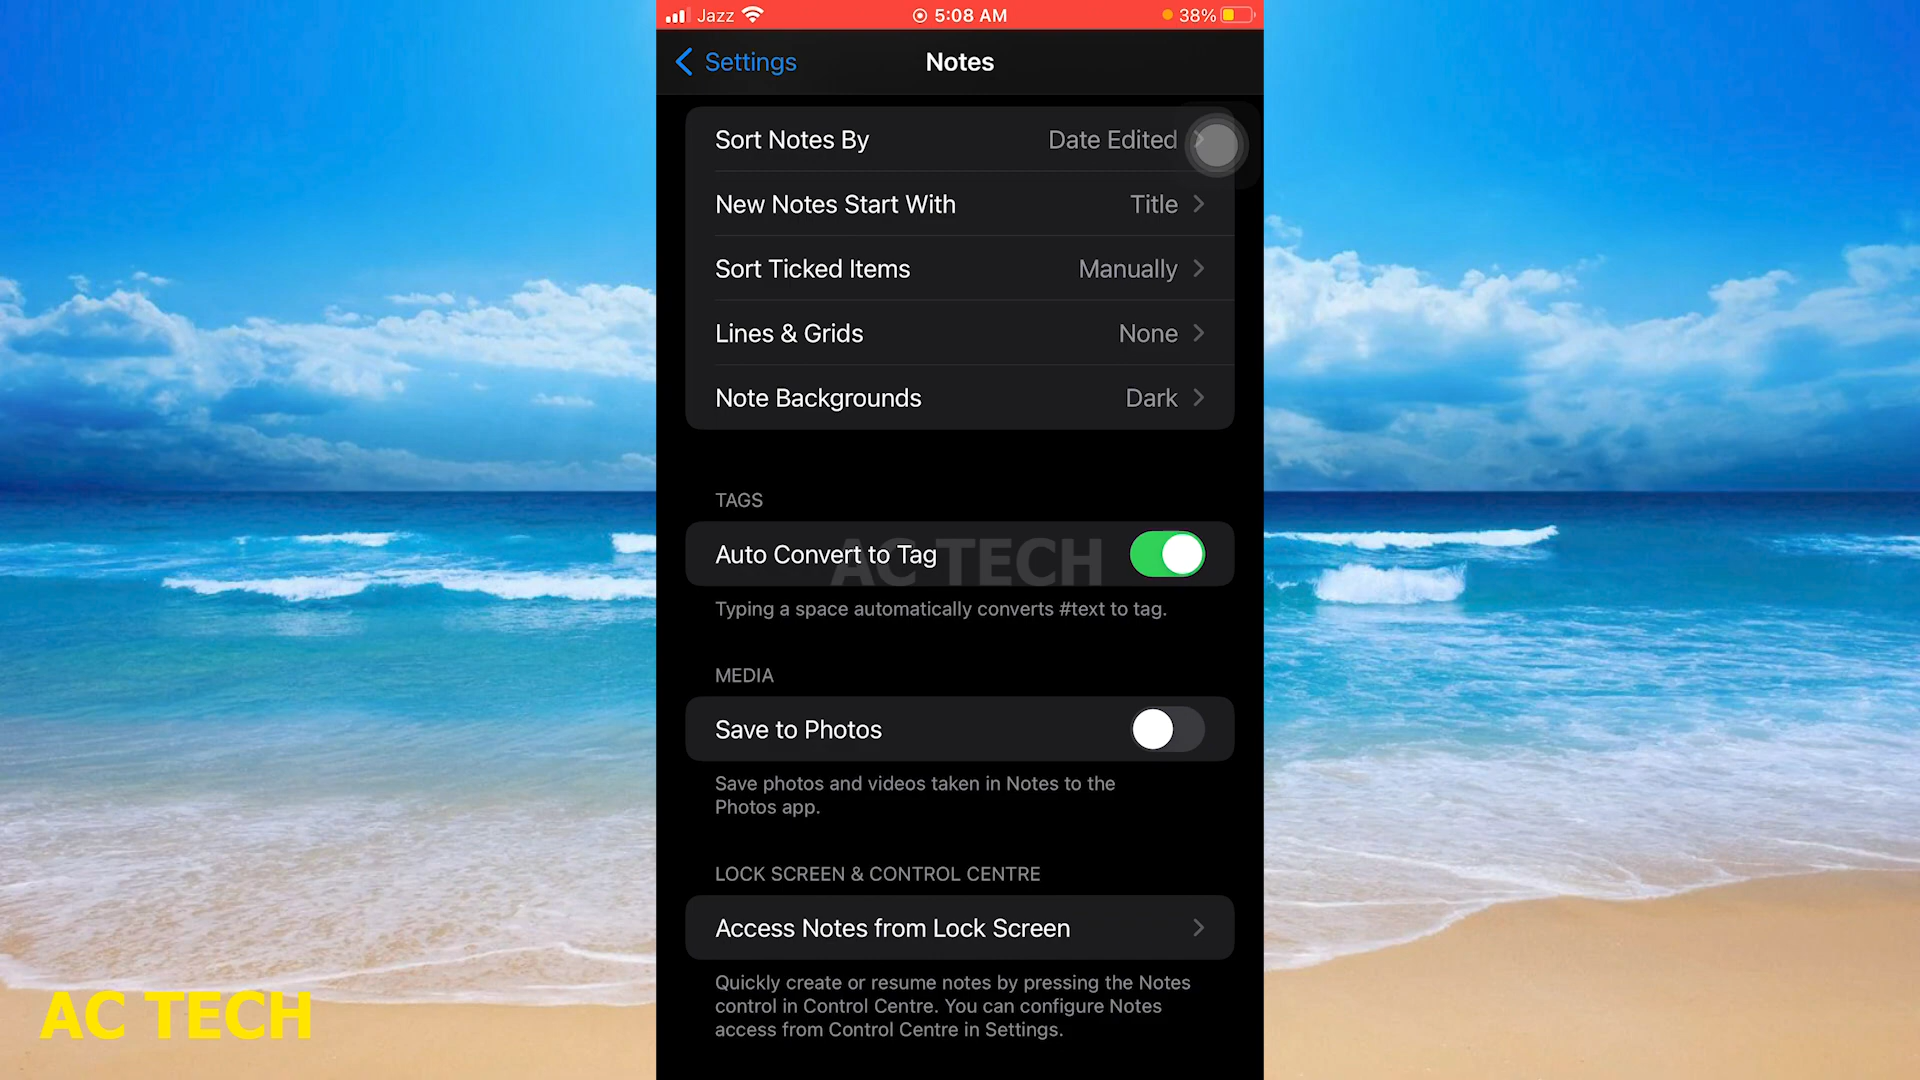 Jazz 5:08 AM 38%
Settings Notes
Sort Notes By Date Edited
New Notes Start With Title
Sort Ticked Items Manually
Lines & Grids None
Note Backgrounds Dark
TAGS
Auto Convert to Tag
AC TECH
Typing a space automatically converts #text to tag.
MEDIA
Save to Photos
Save photos and videos taken in Notes to the
Photos app.
LOCK SCREEN & CONTROL CENTRE
Access Notes from Lock Screen
Quickly create or resume notes by pressing the Notes
control in Control Centre. You can configure Notes
access from Control Centre in Settings.
AC TECH